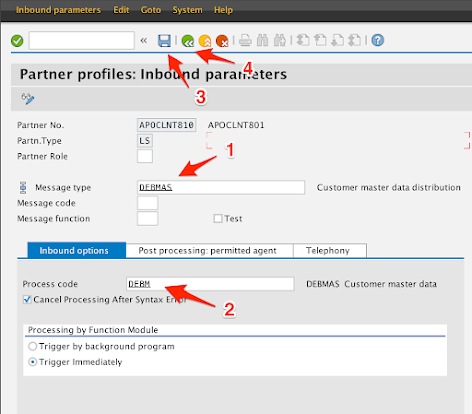 Inbound parameters Edit Goto System Help
«
4
Partner profiles: Inbound parameters
3
Partner No. APOCLNT810 APOCLNT801
Partn.Type LS
Partner Role
1
Message type DEBMAS Customer master data distribution
Message code
Message function Test
Inbound options Post processing: permitted agent Telephony
Process code DEBM DEBMAS Customer master data
Cancel Processing After Syntax Error
2
Processing by Function Module
Trigger by background program
Trigger Immediately